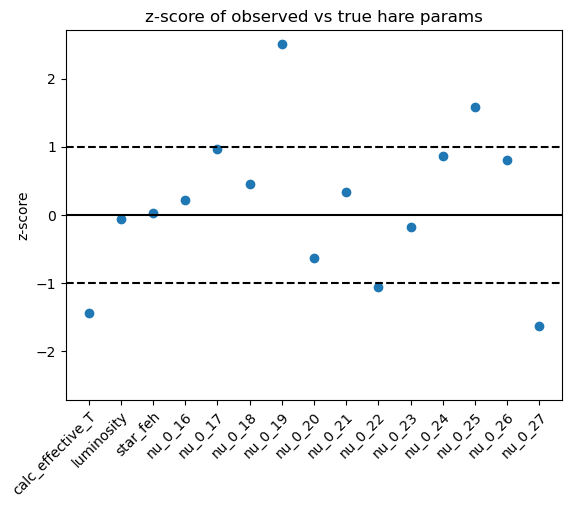 z-score of observed vs true hare params
z-score
2
1
0
−1
−2
calc_effective_T
luminosity
star_feh
nu_0_16
nu_0_17
nu_0_18
nu_0_19
nu_0_20
nu_0_21
nu_0_22
nu_0_23
nu_0_24
nu_0_25
nu_0_26
nu_0_27